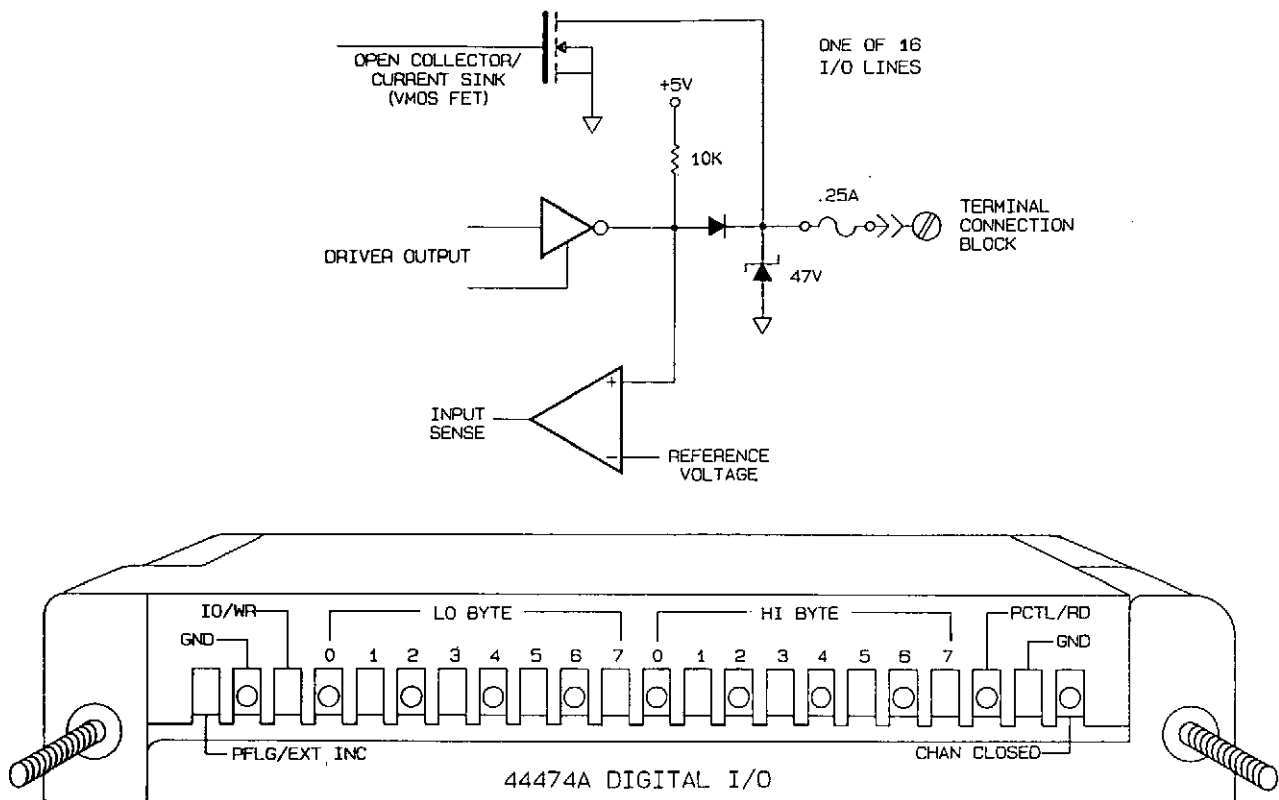 OPEN COLLECTOR/
CURRENT SINK
(VMOS FET)
ONE OF 16
I/O LINES
+5V
10K
.25A
TERMINAL
CONNECTION
BLOCK
DRIVER OUTPUT
47V
+
INPUT
SENSE
−
REFERENCE
VOLTAGE
IO/WR
LO BYTE
HI BYTE
PCTL/RD
GND
GND
0 1 2 3 4 5 6 7 0 1 2 3 4 5 6 7
PFLG/EXT INC
CHAN CLOSED
44474A DIGITAL I/O